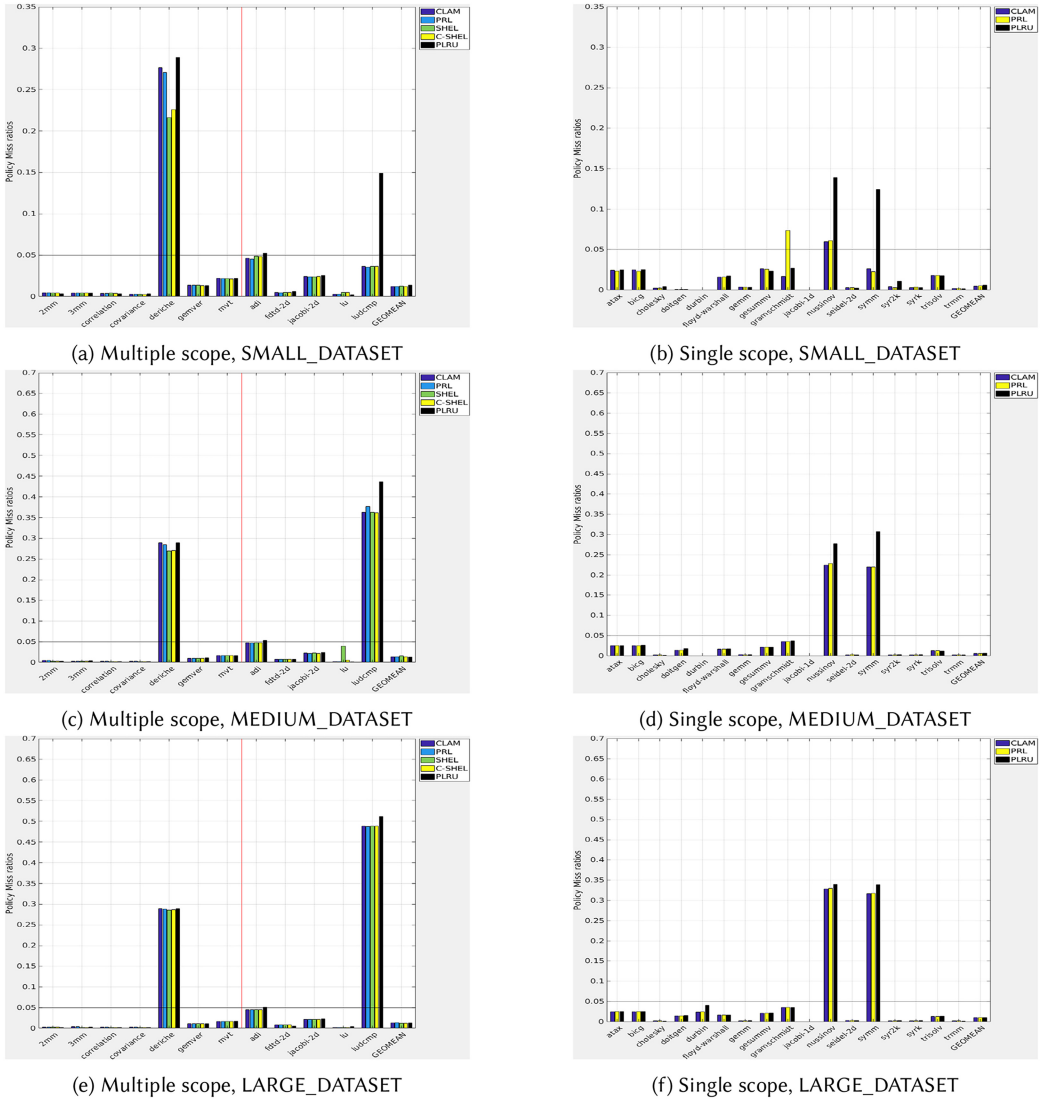 0.35
0.3
0.25
0.2
0.15
0.1
0.05
0
Policy Miss ratios
CLAM
PRL
SHEL
C-SHEL
PLRU
2mm
3mm
correlation
covariance
deriche
gemver
mvt
adi
fdtd-2d
jacobi-2d
lu
ludcmp
GEOMEAN
(a) Multiple scope, SMALL_DATASET
0.35
0.3
0.25
0.2
0.15
0.1
0.05
0
Policy Miss ratios
CLAM
PRL
PLRU
atax
bicg
cholesky
doitgen
durbin
floyd-warshall
gemm
gesummv
gramschmidt
jacobi-1d
nussinov
seidel-2d
symm
syr2k
syrk
trisolv
trmm
GEOMEAN
(b) Single scope, SMALL_DATASET
0.7
0.65
0.6
0.55
0.5
0.45
0.4
0.35
0.3
0.25
0.2
0.15
0.1
0.05
0
Policy Miss ratios
CLAM
PRL
SHEL
C-SHEL
PLRU
2mm
3mm
correlation
covariance
deriche
gemver
mvt
adi
fdtd-2d
jacobi-2d
lu
ludcmp
GEOMEAN
(c) Multiple scope, MEDIUM_DATASET
0.7
0.65
0.6
0.55
0.5
0.45
0.4
0.35
0.3
0.25
0.2
0.15
0.1
0.05
0
Policy Miss ratios
CLAM
PRL
PLRU
atax
bicg
cholesky
doitgen
durbin
floyd-warshall
gemm
gesummv
gramschmidt
jacobi-1d
nussinov
seidel-2d
symm
syr2k
syrk
trisolv
trmm
GEOMEAN
(d) Single scope, MEDIUM_DATASET
0.7
0.65
0.6
0.55
0.5
0.45
0.4
0.35
0.3
0.25
0.2
0.15
0.1
0.05
0
Policy Miss ratios
CLAM
PRL
SHEL
C-SHEL
PLRU
2mm
3mm
correlation
covariance
deriche
gemver
mvt
adi
fdtd-2d
jacobi-2d
lu
ludcmp
GEOMEAN
(e) Multiple scope, LARGE_DATASET
0.7
0.65
0.6
0.55
0.5
0.45
0.4
0.35
0.3
0.25
0.2
0.15
0.1
0.05
0
Policy Miss ratios
CLAM
PRL
PLRU
atax
bicg
cholesky
doitgen
durbin
floyd-warshall
gemm
gesummv
gramschmidt
jacobi-1d
nussinov
seidel-2d
symm
syr2k
syrk
trisolv
trmm
GEOMEAN
(f) Single scope, LARGE_DATASET